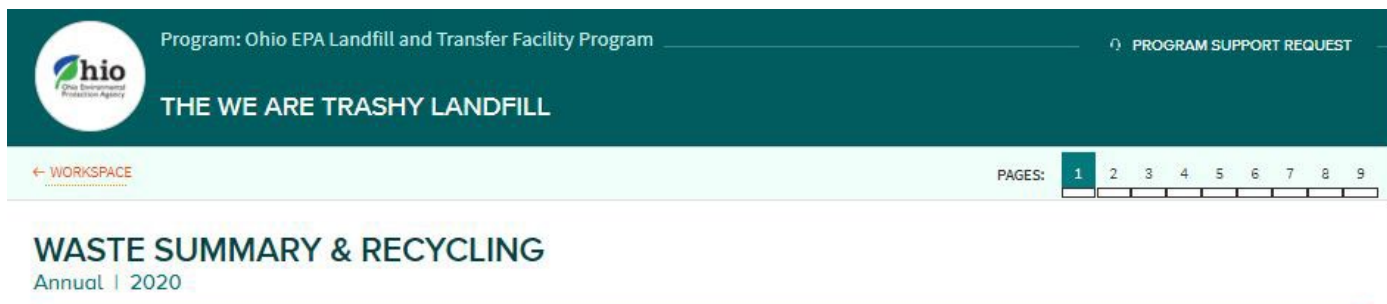 Program: Ohio EPA Landfill and Transfer Facility Program
PROGRAM SUPPORT REQUEST
Ohio
Ohio Environmental
Protection Agency
THE WE ARE TRASHY LANDFILL
← WORKSPACE
PAGES: 1 2 3 4 5 6 7 8 9
WASTE SUMMARY & RECYCLING
Annual | 2020